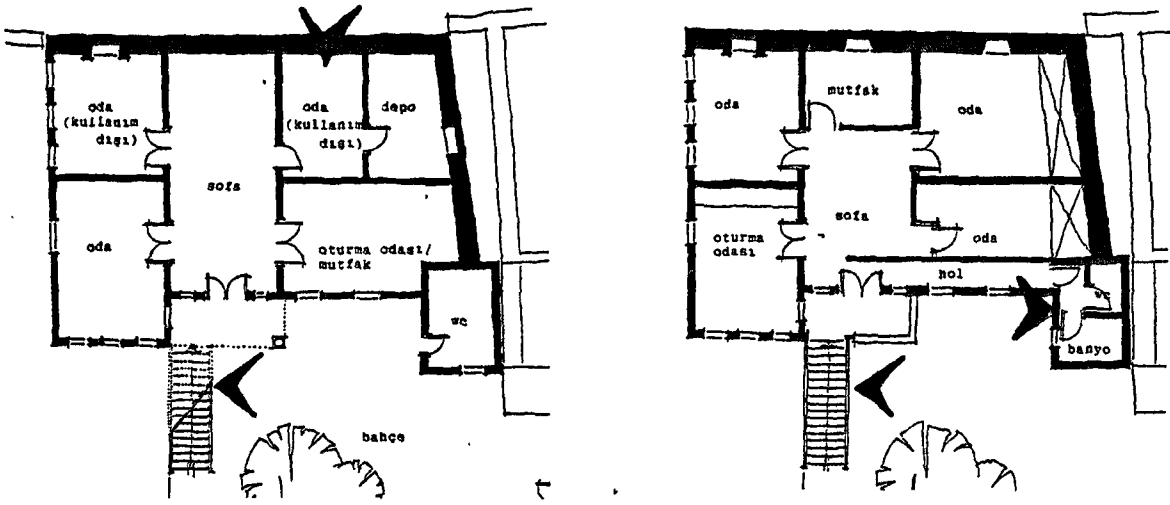 oda
(kullanım
dışı)
oda
(kullanım
dışı)
depo
sofa
oda
oturma odası/
mutfak
wc
bahçe
oda
mutfak
oda
sofa
oturma
odası
oda
hol
wc
banyo